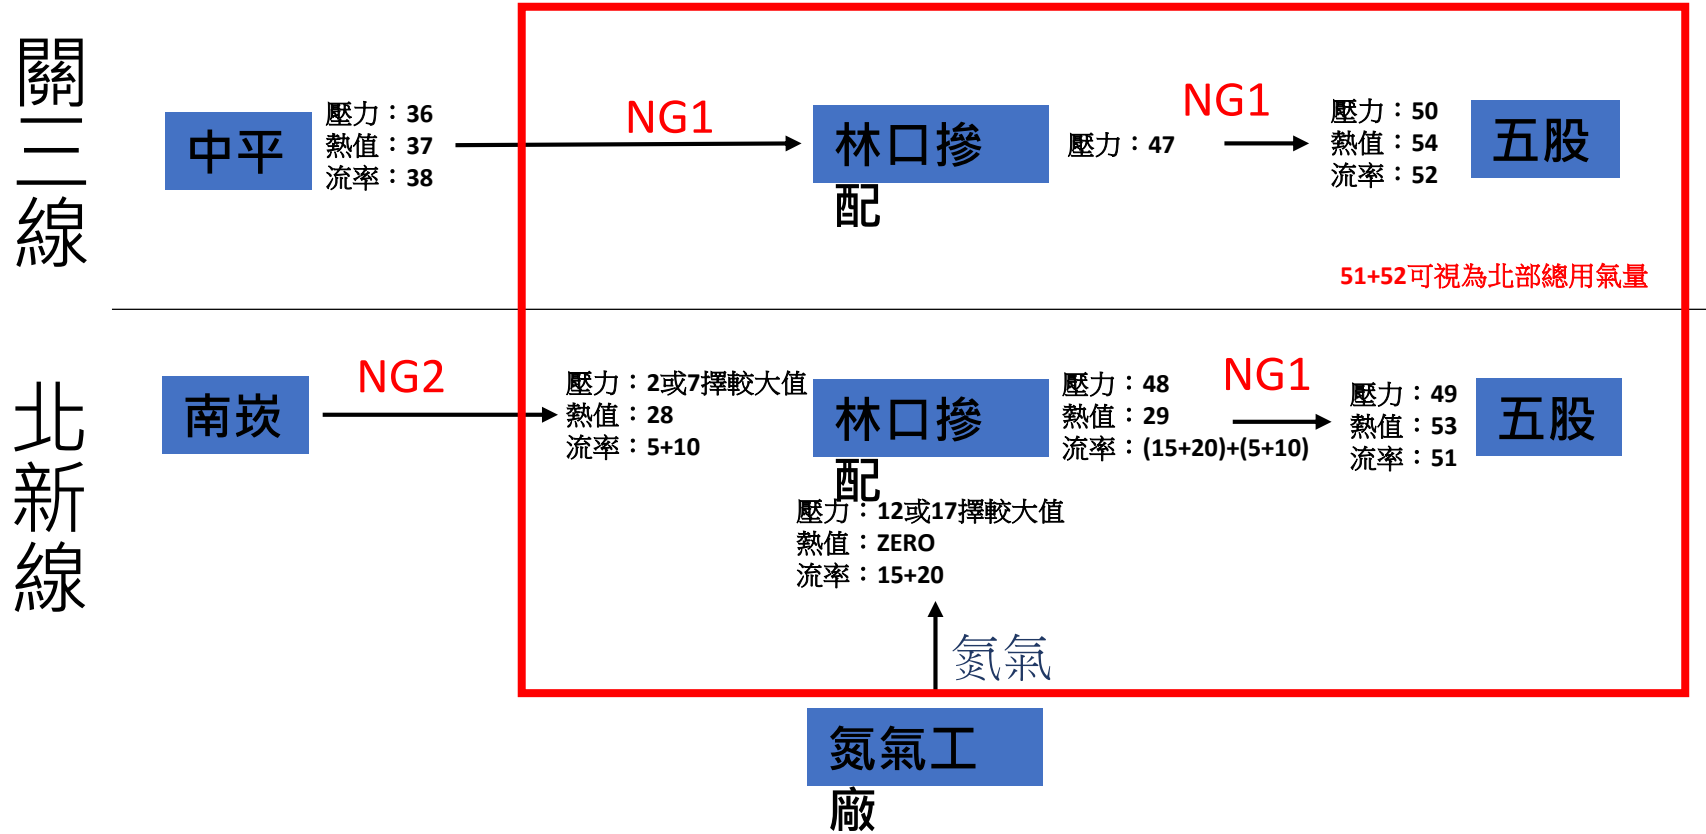 關三線
中平
壓力：36
熱值：37
流率：38
NG1
林口摻
配
壓力：47
NG1
壓力：50
熱值：54
流率：52
五股
51+52可視為北部總用氣量
北新線
南崁
NG2
壓力：2或7擇較大值
熱值：28
流率：5+10
林口摻
配
壓力：48
熱值：29
流率：(15+20)+(5+10)
NG1
壓力：49
熱值：53
流率：51
五股
壓力：12或17擇較大值
熱值：ZERO
流率：15+20
氮氣
氮氣工
廠